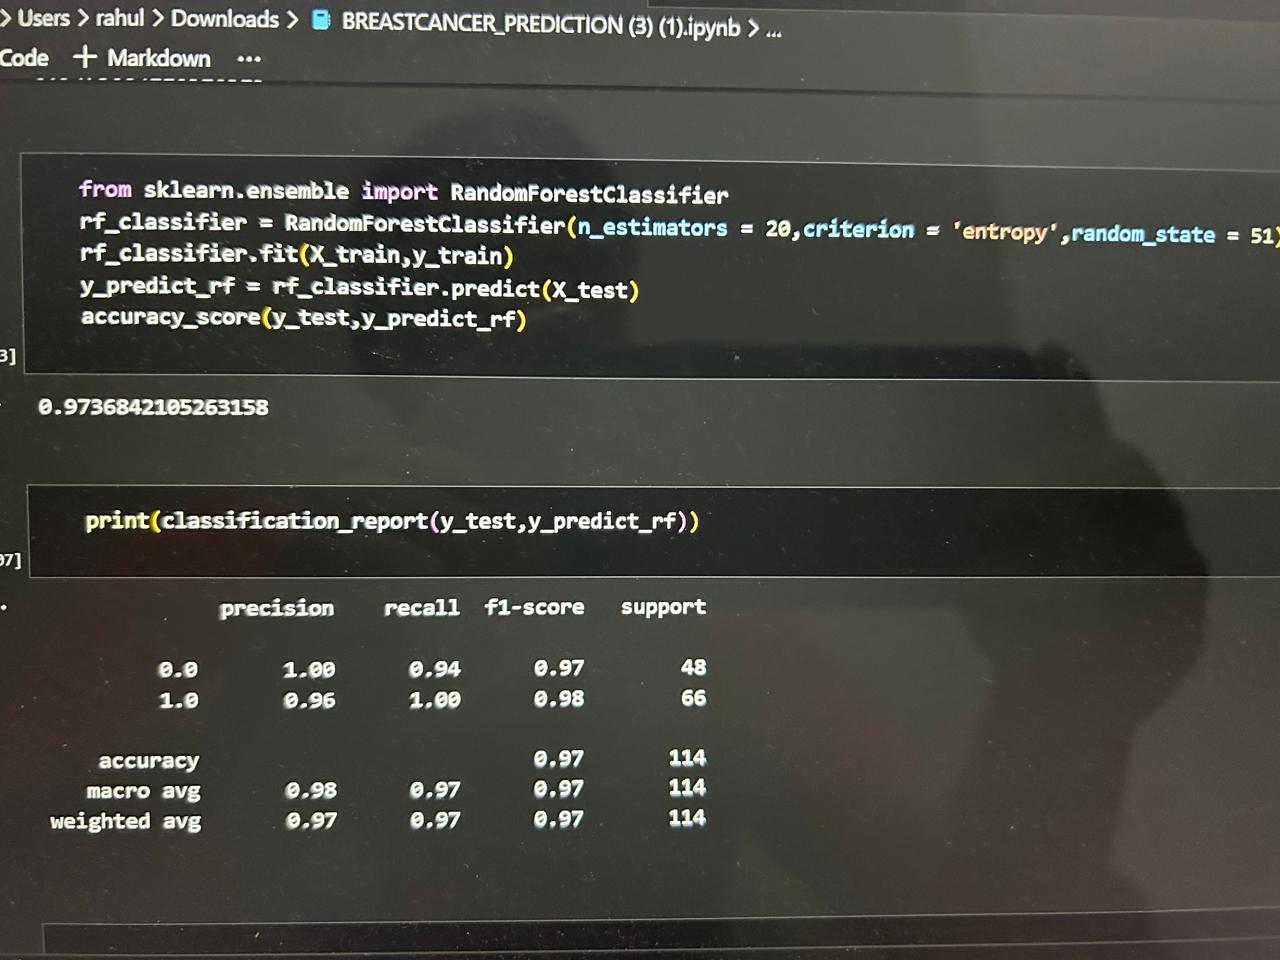 > Users > rahul > Downloads > BREASTCANCER_PREDICTION (3) (1).ipynb > ...
Code + Markdown ...
from sklearn.ensemble import RandomForestClassifier
rf_classifier = RandomForestClassifier(n_estimators = 20,criterion = 'entropy',random_state = 51)
rf_classifier.fit(X_train,y_train)
y_predict_rf = rf_classifier.predict(X_test)
accuracy_score(y_test,y_predict_rf)
3]
0.9736842105263158
print(classification_report(y_test,y_predict_rf))
97]
precision recall f1-score support
0.0 1.00 0.94 0.97 48
1.0 0.96 1.00 0.98 66
accuracy 0.97 114
macro avg 0.98 0.97 0.97 114
weighted avg 0.97 0.97 0.97 114